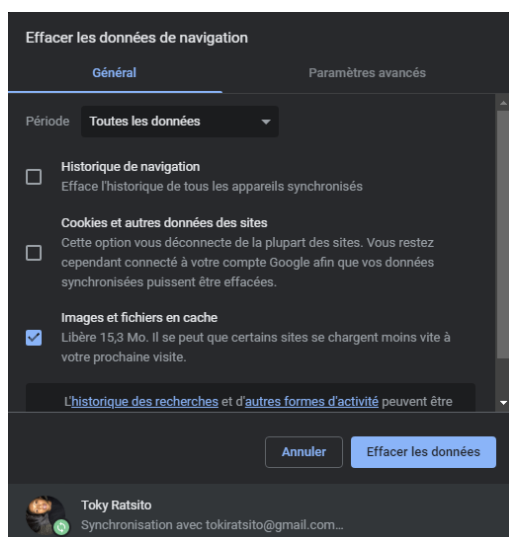 Effacer les données de navigation
Général
Paramètres avancés
Période
Toutes les données
Historique de navigation
Efface l'historique de tous les appareils synchronisés
Cookies et autres données des sites
Cette option vous déconnecte de la plupart des sites. Vous restez
cependant connecté à votre compte Google afin que vos données
synchronisées puissent être effacées.
Images et fichiers en cache
Libère 15,3 Mo. Il se peut que certains sites se chargent moins vite à
votre prochaine visite.
L'historique des recherches et d'autres formes d'activité peuvent être
Annuler
Effacer les données
Toky Ratsito
Synchronisation avec tokiratsito@gmail.com...